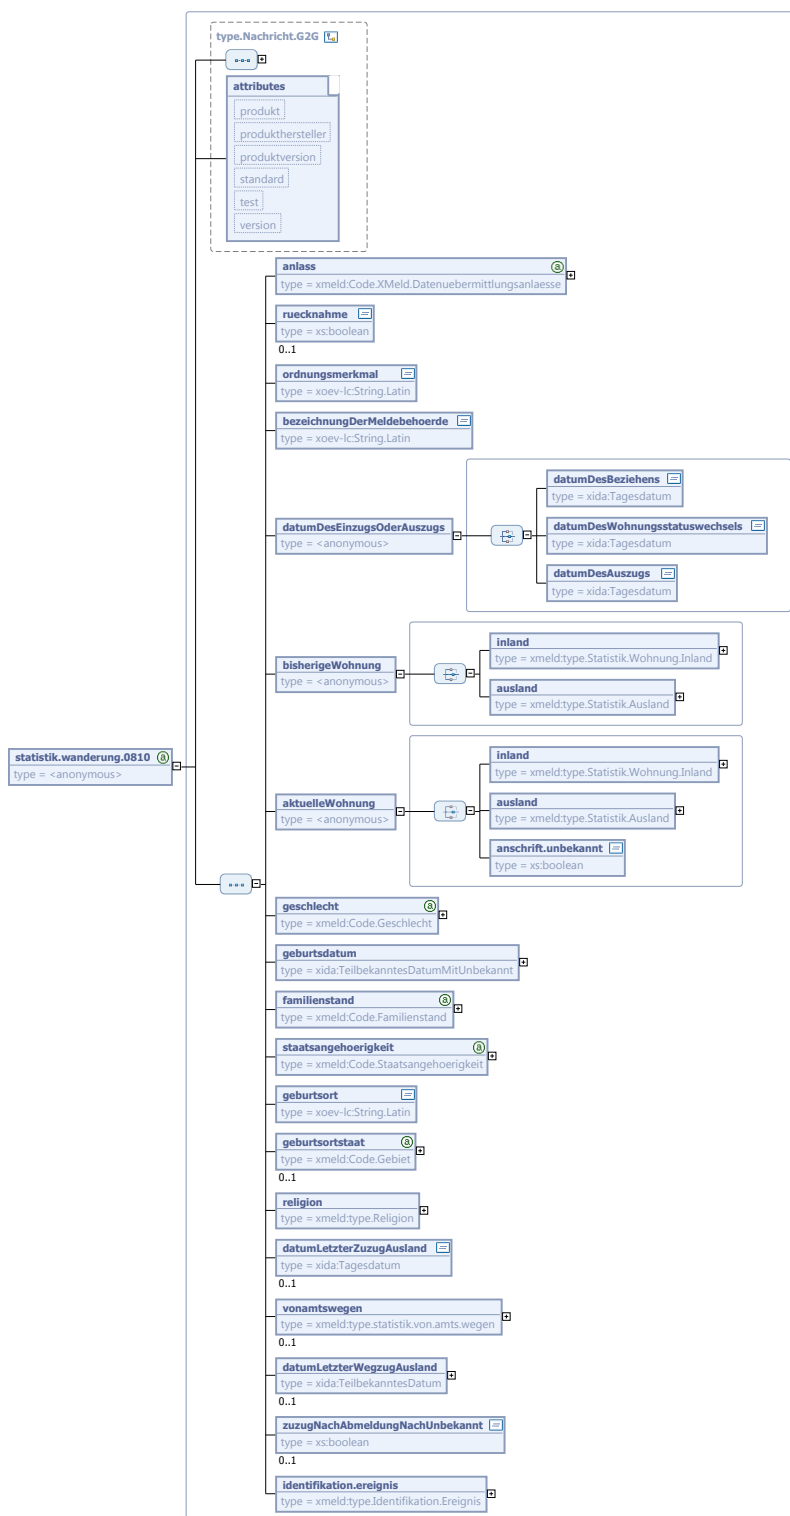 type.Nachricht.G2G
attributes
produkt
produkthersteller
produktversion
standard
test
version
anlass
type = xmeld:Code.XMeld.Datenuebermittlungsanlaesse
ruecknahme
type = xs:boolean
0..1
ordnungsmerkmal
type = xoev-lc:String.Latin
bezeichnungDerMeldebehoerde
type = xoev-lc:String.Latin
datumDesEinzugsOderAuszugs
type = <anonymous>
datumDesBeziehens
type = xida:Tagesdatum
datumDesWohnungsstatuswechsels
type = xida:Tagesdatum
datumDesAuszugs
type = xida:Tagesdatum
bisherigeWohnung
type = <anonymous>
inland
type = xmeld:type.Statistik.Wohnung.Inland
ausland
type = xmeld:type.Statistik.Ausland
statistik.wanderung.0810
type = <anonymous>
aktuelleWohnung
type = <anonymous>
inland
type = xmeld:type.Statistik.Wohnung.Inland
ausland
type = xmeld:type.Statistik.Ausland
anschrift.unbekannt
type = xs:boolean
geschlecht
type = xmeld:Code.Geschlecht
geburtsdatum
type = xida:TeilbekanntesDatumMitUnbekannt
familienstand
type = xmeld:Code.Familienstand
staatsangehoerigkeit
type = xmeld:Code.Staatsangehoerigkeit
geburtsort
type = xoev-lc:String.Latin
geburtsortstaat
type = xmeld:Code.Gebiet
0..1
religion
type = xmeld:type.Religion
datumLetzterZuzugAusland
type = xida:Tagesdatum
0..1
vonamtswegen
type = xmeld:type.statistik.von.amts.wegen
0..1
datumLetzterWegzugAusland
type = xida:TeilbekanntesDatum
0..1
zuzugNachAbmeldungNachUnbekannt
type = xs:boolean
0..1
identifikation.ereignis
type = xmeld:type.Identifikation.Ereignis